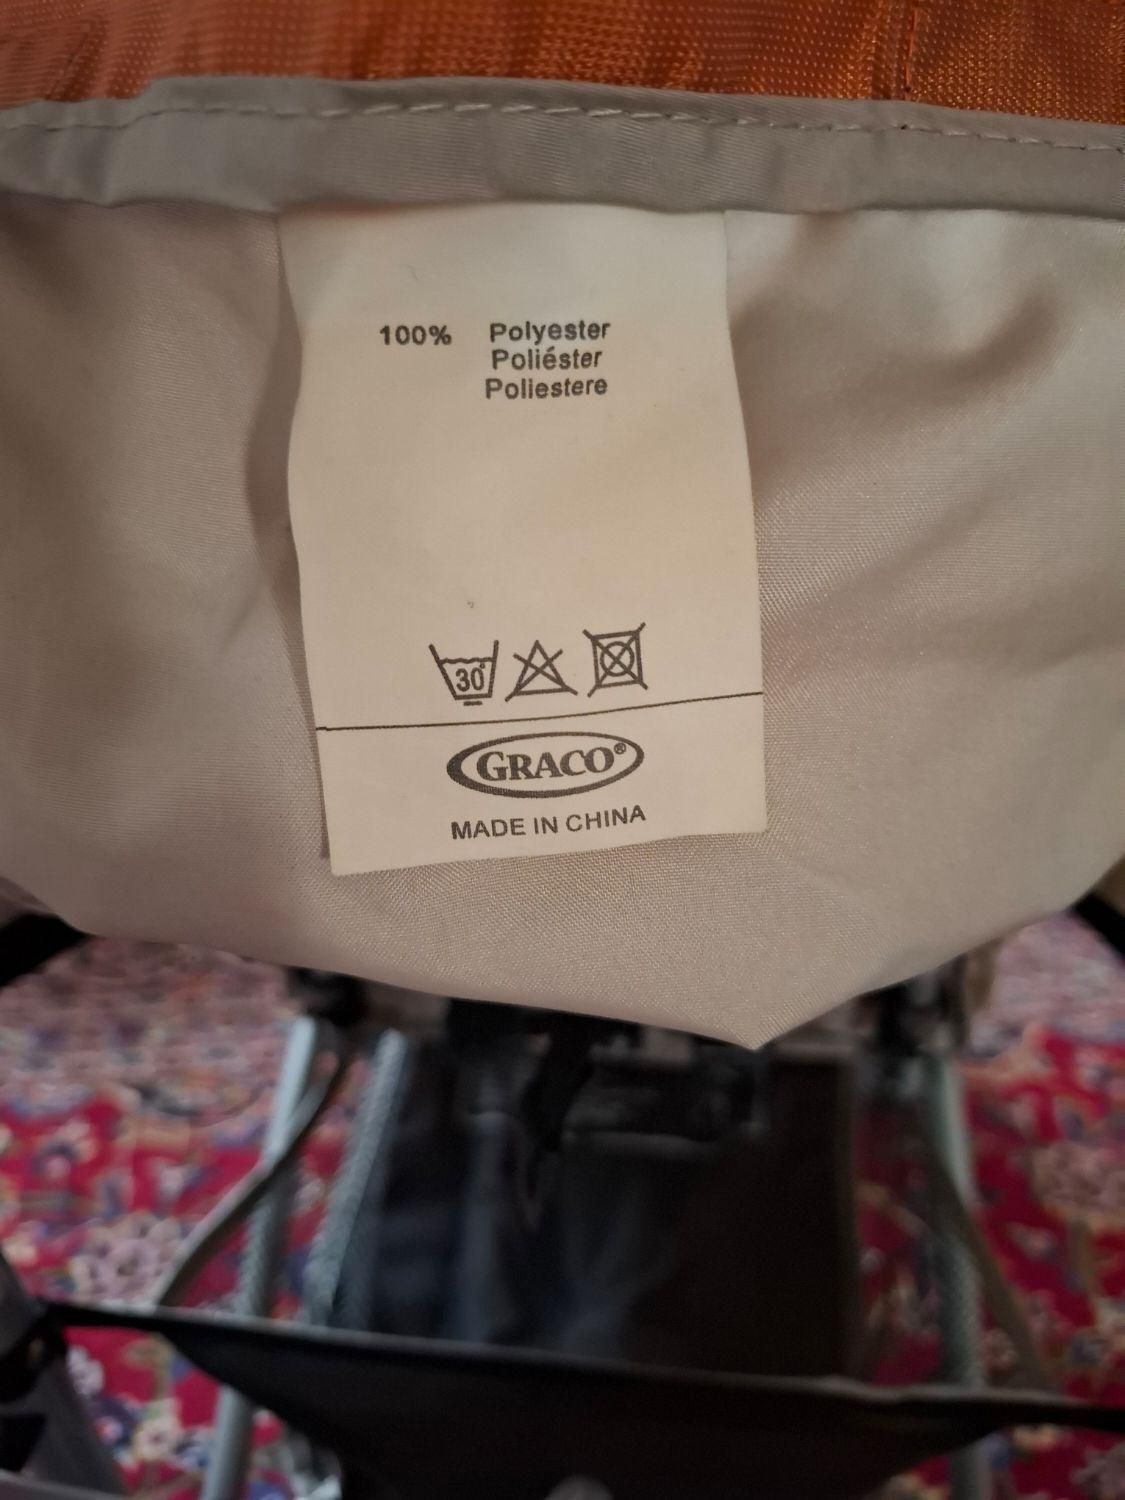 100% Polyester
Poliéster
Poliestere
30°
GRACO®
MADE IN CHINA